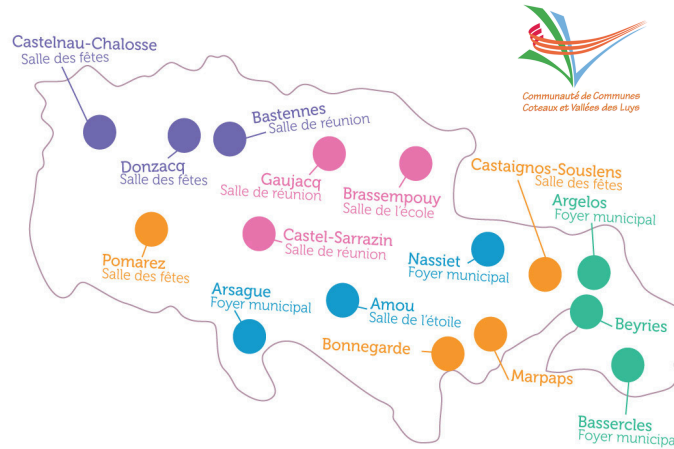 Communauté de Communes
Coteaux et Vallées des Luys
Castelnau-Chalosse
Salle des fêtes
Bastennes
Salle de réunion
Donzacq
Salle des fêtes
Gaujacq
Salle de réunion
Brassempouy
Salle de l'école
Castaignos-Souslens
Salle des fêtes
Argelos
Foyer municipal
Pomarez
Salle des fêtes
Castel-Sarrazin
Salle de réunion
Nassiet
Foyer municipal
Arsague
Foyer municipal
Amou
Salle de l'étoile
Beyries
Bonnegarde
Marpaps
Bassercles
Foyer municipal